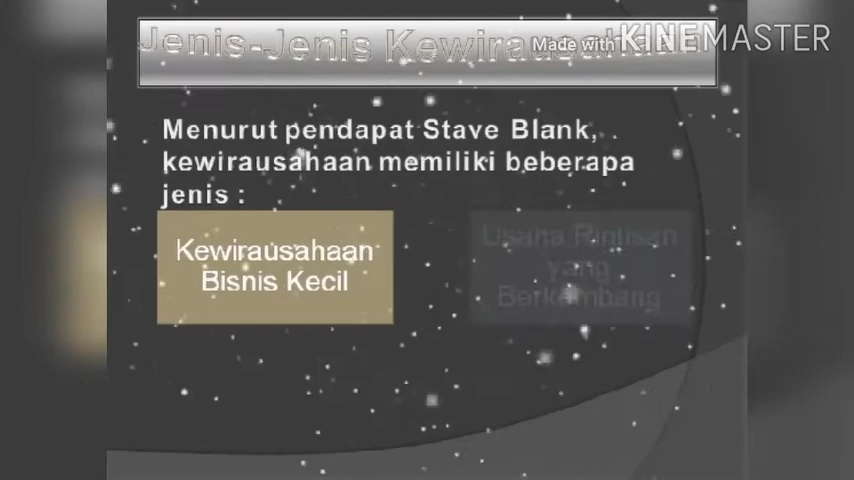 Jenis-Jenis Kewirausahaan
Made with KINEMASTER
Menurut pendapat Stave Blank,
kewirausahaan memiliki beberapa
jenis :
Kewirausahaan
Bisnis Kecil
Usaha Rintisan
yang
Berkembang